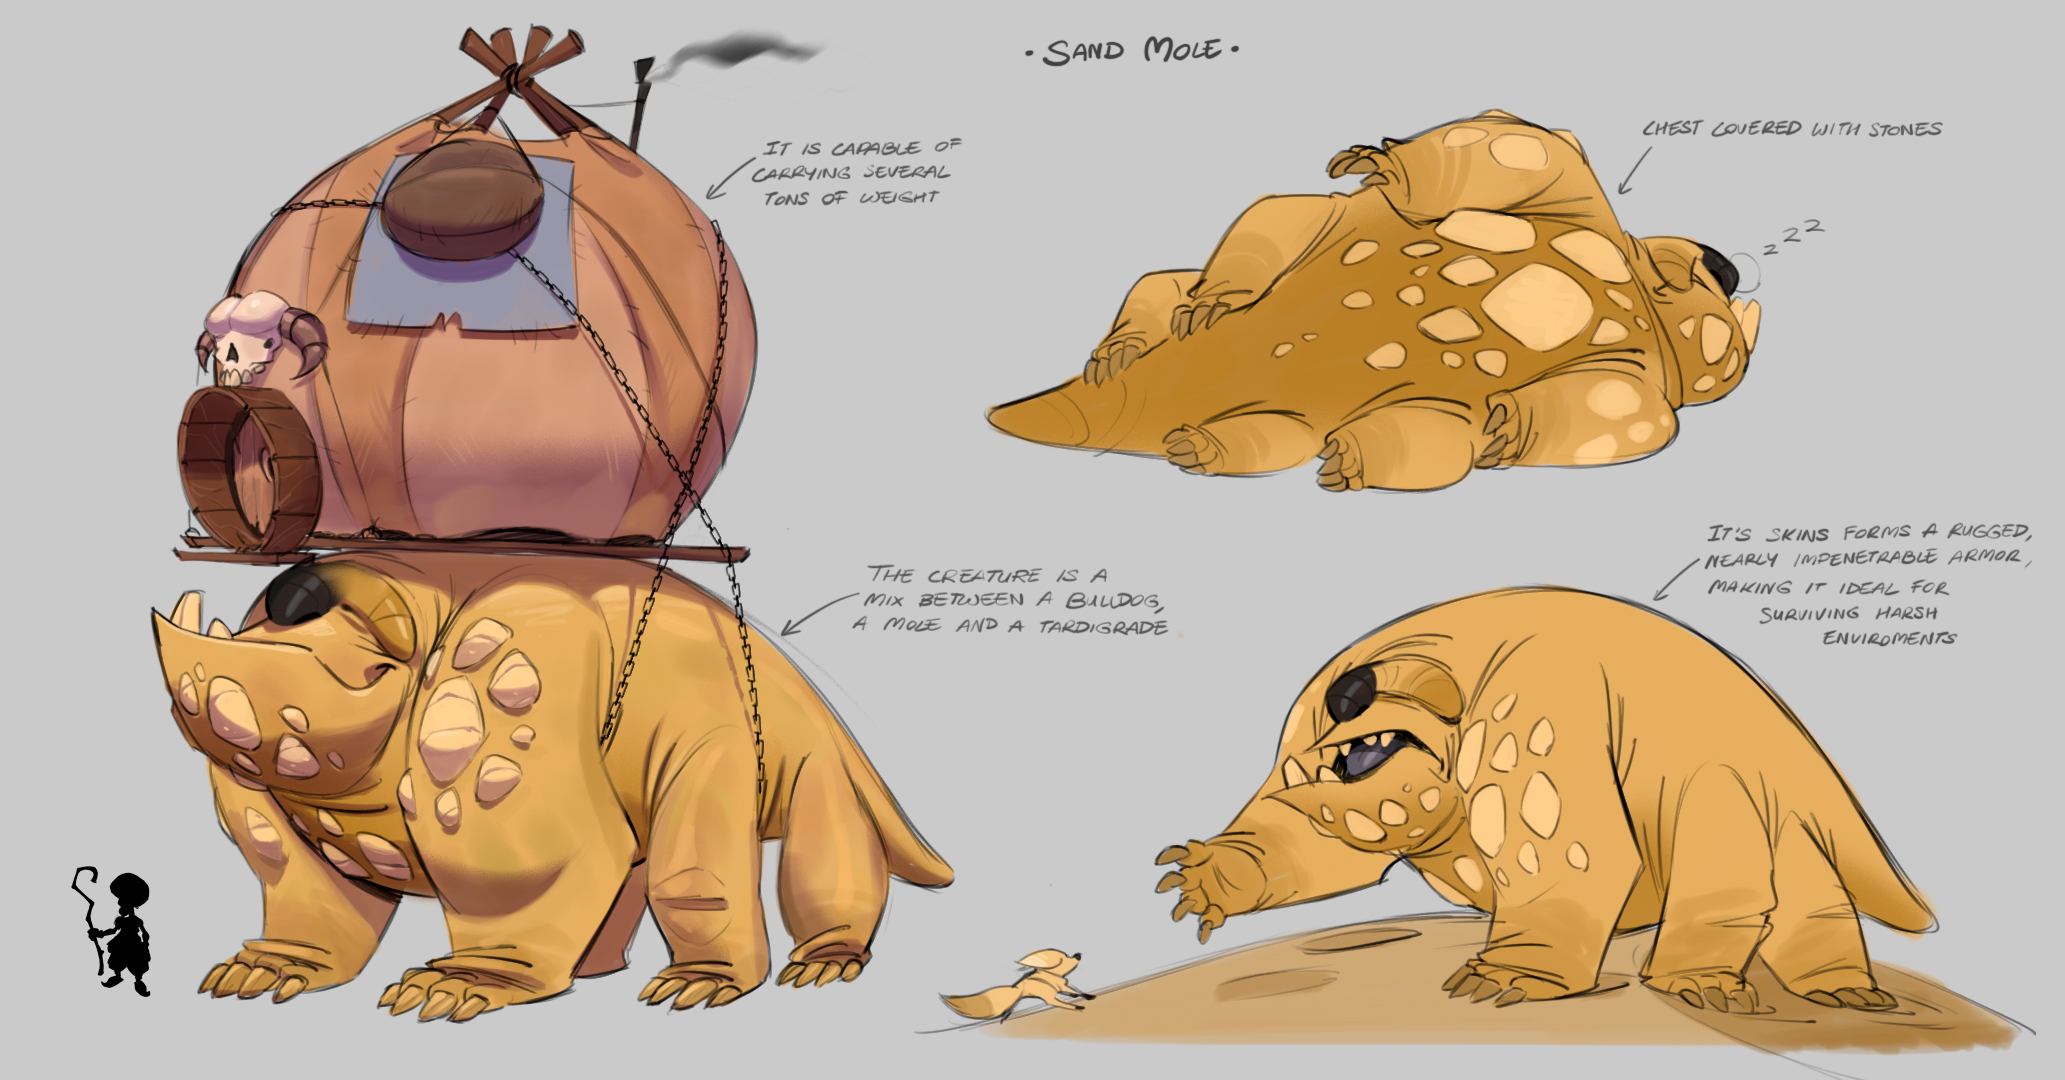 • SAND MOLE •
IT IS CAPABLE OF
CARRYING SEVERAL
TONS OF WEIGHT
CHEST COVERED WITH STONES
z z z
THE CREATURE IS A
MIX BETWEEN A BULLDOG,
A MOLE AND A TARDIGRADE
IT'S SKINS FORMS A RUGGED,
NEARLY IMPENETRABLE ARMOR,
MAKING IT IDEAL FOR
SURVIVING HARSH
ENVIROMENTS